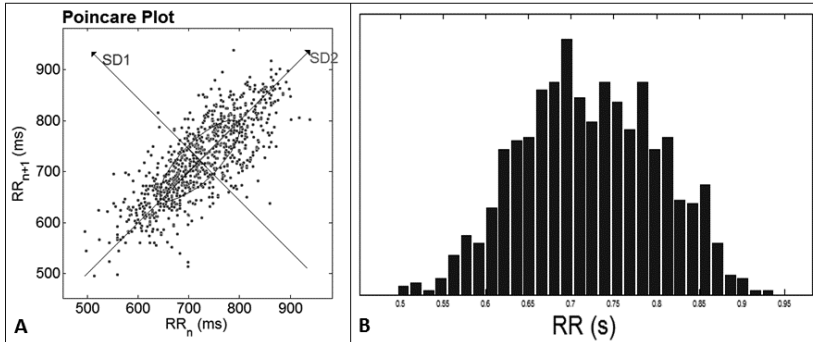 Poincare Plot
SD1
SD2
900
800
700
600
500
RRn+1 (ms)
500 600 700 800 900
RRn (ms)
A
0.5 0.55 0.6 0.65 0.7 0.75 0.8 0.85 0.9 0.95
RR (s)
B